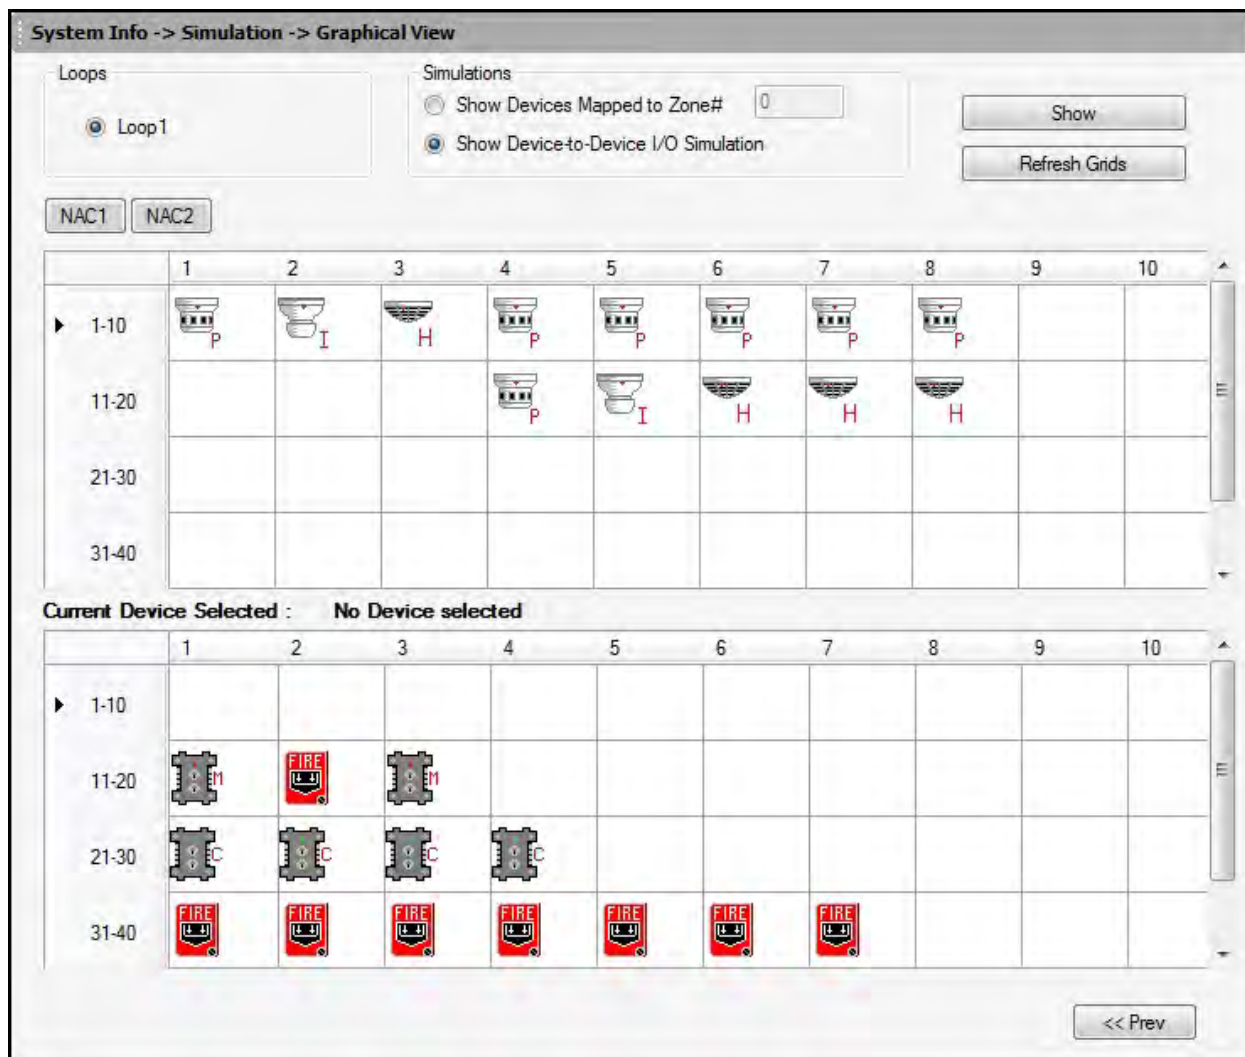 System Info -> Simulation -> Graphical View
Loops
Loop1
Simulations
Show Devices Mapped to Zone#
0
Show Device-to-Device I/O Simulation
Show
Refresh Grids
NAC1 NAC2
1 2 3 4 5 6 7 8 9 10
1-10 P I H P P P P P
11-20 P I H H H
21-30
31-40
Current Device Selected : No Device selected
1 2 3 4 5 6 7 8 9 10
1-10
11-20 M FIRE M
21-30 C C C C
31-40 FIRE FIRE FIRE FIRE FIRE FIRE FIRE
<< Prev